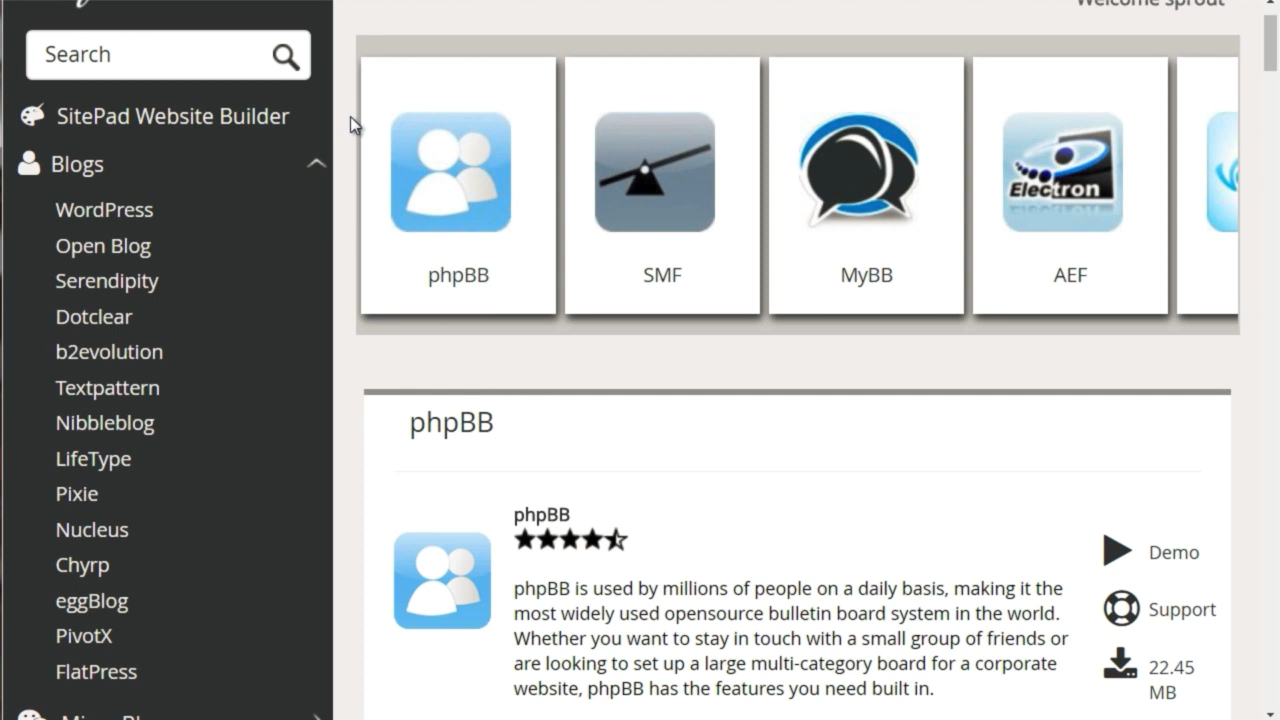 Welcome sprout
Search
SitePad Website Builder
Blogs
WordPress
Open Blog
Serendipity
Dotclear
b2evolution
Textpattern
Nibbleblog
LifeType
Pixie
Nucleus
Chyrp
eggBlog
PivotX
FlatPress
Electron
phpBB
SMF
MyBB
AEF
phpBB
phpBB
phpBB is used by millions of people on a daily basis, making it the
most widely used opensource bulletin board system in the world.
Whether you want to stay in touch with a small group of friends or
are looking to set up a large multi-category board for a corporate
website, phpBB has the features you need built in.
Demo
Support
22.45
MB